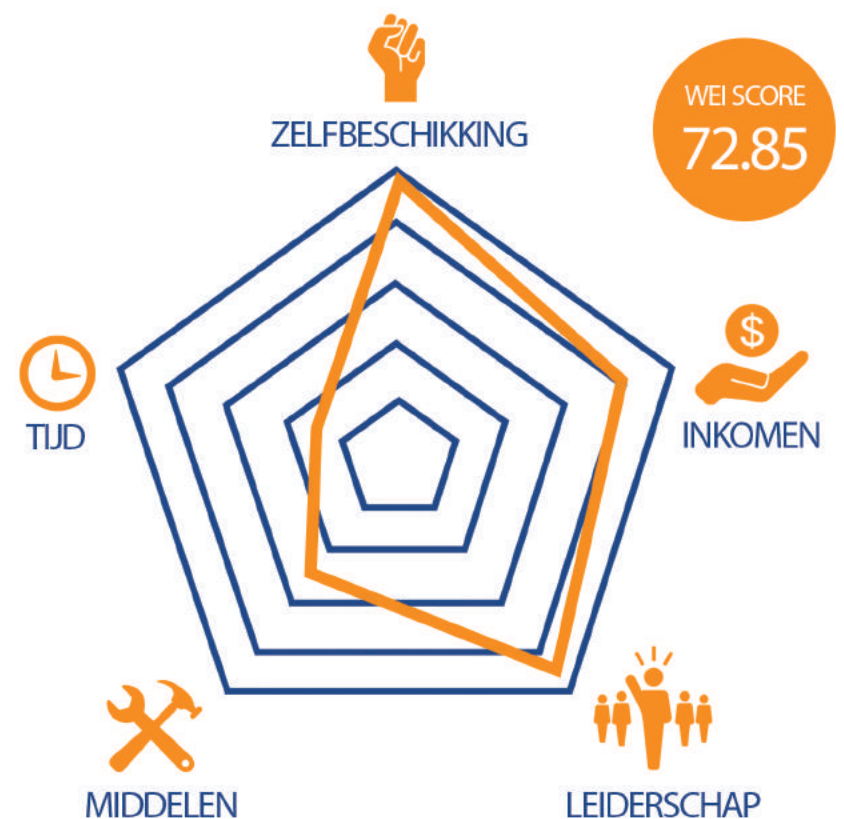 WEI SCORE
72.85
ZELFBESCHIKKING
$
TIJD
INKOMEN
MIDDELEN
LEIDERSCHAP